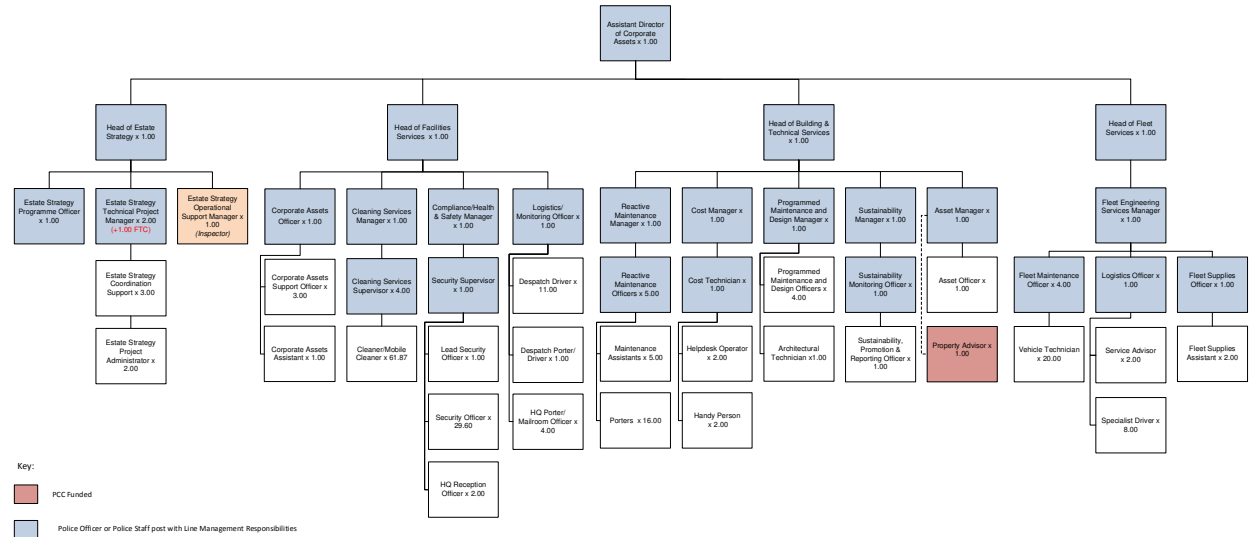 Assistant Director
of Corporate
Assets x 1.00
Head of Estate
Strategy x 1.00
Head of Facilities
Services x 1.00
Head of Building &
Technical Services
x 1.00
Head of Fleet
Services x 1.00
Estate Strategy
Programme Officer
x 1.00
Estate Strategy
Technical Project
Manager x 2.00
(+1.00 FTC)
Estate Strategy
Operational
Support Manager x
1.00
(Inspector)
Corporate Assets
Officer x 1.00
Cleaning Services
Manager x 1.00
Compliance/Health
& Safety Manager
x 1.00
Logistics/
Monitoring Officer x
1.00
Reactive
Maintenance
Manager x 1.00
Cost Manager x
1.00
Programmed
Maintenance and
Design Manager x
1.00
Sustainability
Manager x 1.00
Asset Manager x
1.00
Fleet Engineering
Services Manager
x 1.00
Estate Strategy
Coordination
Support x 3.00
Corporate Assets
Support Officer x
3.00
Cleaning Services
Supervisor x 4.00
Security Supervisor
x 1.00
Despatch Driver x
11.00
Reactive
Maintenance
Officers x 5.00
Cost Technician x
1.00
Programmed
Maintenance and
Design Officers x
4.00
Sustainability
Monitoring Officer x
1.00
Asset Officer x
1.00
Fleet Maintenance
Officer x 4.00
Logistics Officer x
1.00
Fleet Supplies
Officer x 1.00
Estate Strategy
Project
Administrator x
2.00
Corporate Assets
Assistant x 1.00
Cleaner/Mobile
Cleaner x 61.87
Lead Security
Officer x 1.00
Despatch Porter/
Driver x 1.00
Maintenance
Assistants x 5.00
Helpdesk Operator
x 2.00
Architectural
Technician x1.00
Sustainability,
Promotion &
Reporting Officer x
1.00
Property Advisor x
1.00
Vehicle Technician
x 20.00
Service Advisor
x 2.00
Fleet Supplies
Assistant x 2.00
Security Officer x
29.60
HQ Porter/
Mailroom Officer x
4.00
Porters x 16.00
Handy Person
x 2.00
Specialist Driver x
8.00
HQ Reception
Officer x 2.00
Key:
PCC Funded
Police Officer or Police Staff post with Line Management Responsibilities